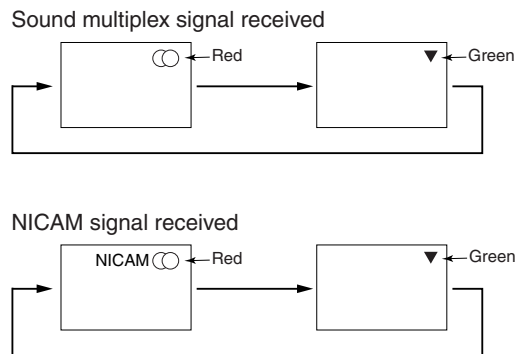 Sound multiplex signal received
Red
Green
NICAM signal received
NICAM
Red
Green